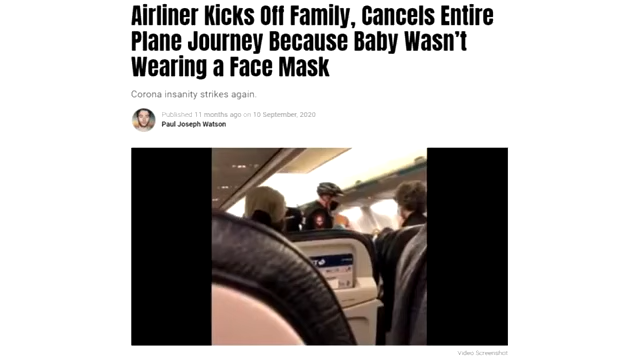 Airliner Kicks Off Family, Cancels Entire
Plane Journey Because Baby Wasn't
Wearing a Face Mask
Corona insanity strikes again.
Published 11 months ago on 10 September, 2020
Paul Joseph Watson
Video Screenshot